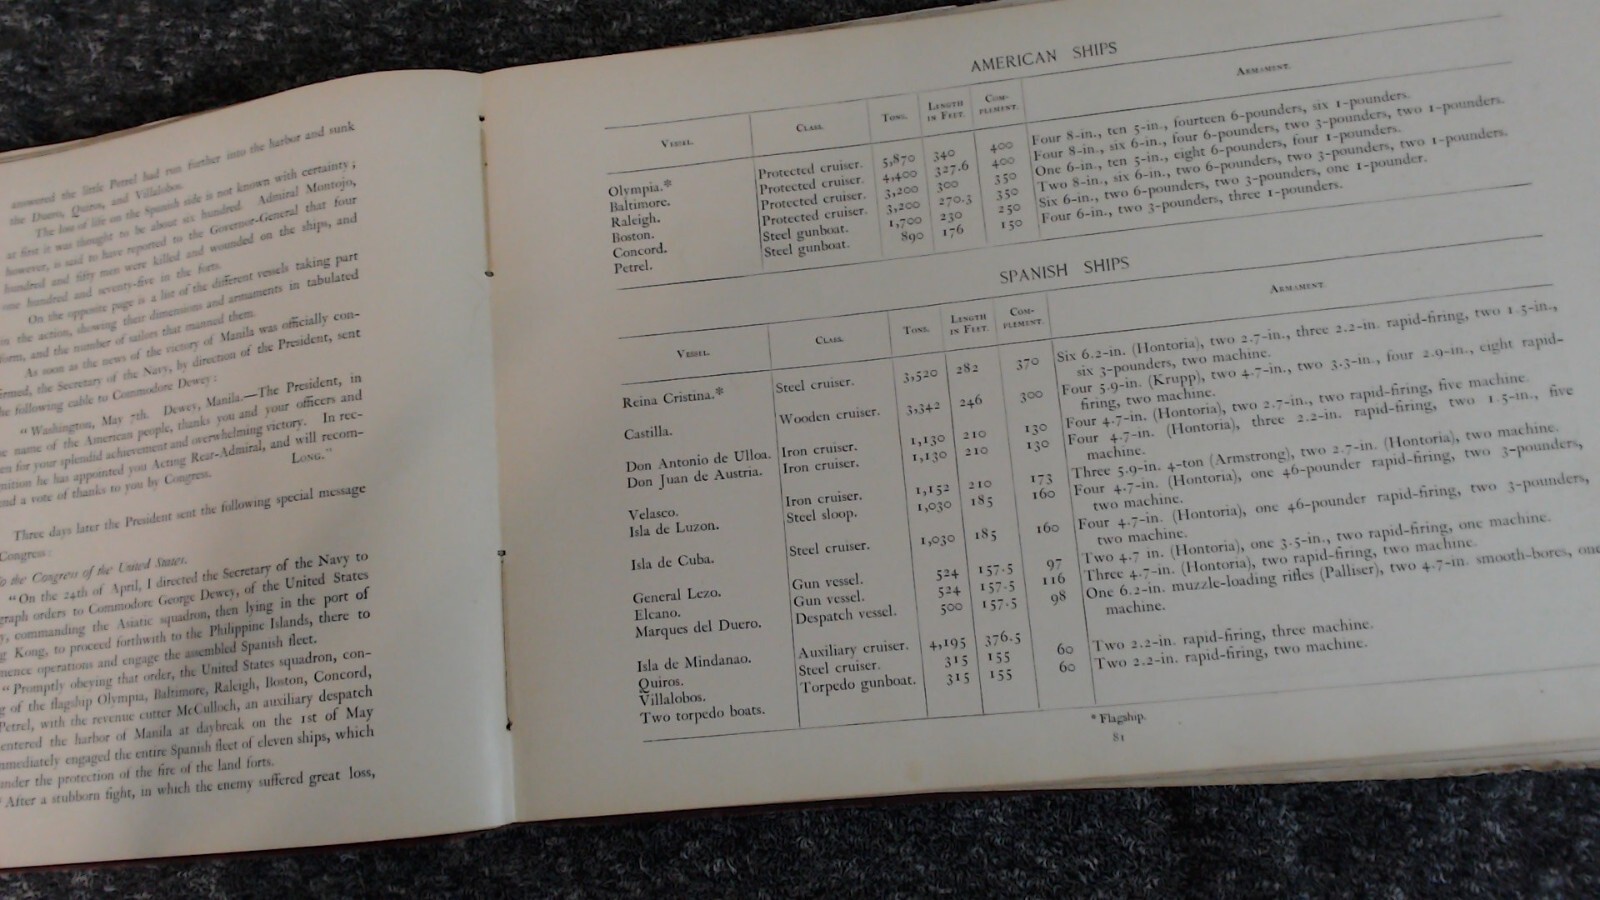 answered the little Petrel had run further into the harbor and sunk
the Duero, Quiros, and Villalobos.
The loss of life on the Spanish side is not known with certainty;
at first it was thought to be about six hundred. Admiral Montojo,
however, is said to have reported to the Governor-General that four
hundred and fifty men were killed and wounded on the ships, and
one hundred and seventy-five in the forts.
On the opposite page is a list of the different vessels taking part
in the action, showing their dimensions and armaments in tabulated
form, and the number of sailors that manned them.
As soon as the news of the victory of Manila was officially con-
firmed, the Secretary of the Navy, by direction of the President, sent
the following cable to Commodore Dewey:
"Washington, May 7th. Dewey, Manila.—The President, in
name of the American people, thanks you and your officers and
for your splendid achievement and overwhelming victory. In rec-
nition he has appointed you Acting Rear-Admiral, and will recom-
nd a vote of thanks to you by Congress. LONG."
Three days later the President sent the following special message
Congress:
o the Congress of the United States.
"On the 24th of April, I directed the Secretary of the Navy to
graph orders to Commodore George Dewey, of the United States
y, commanding the Asiatic squadron, then lying in the port of
g Kong, to proceed forthwith to the Philippine Islands, there to
mence operations and engage the assembled Spanish fleet.
"Promptly obeying that order, the United States squadron, con-
g of the flagship Olympia, Baltimore, Raleigh, Boston, Concord,
Petrel, with the revenue cutter McCulloch, an auxiliary despatch
entered the harbor of Manila at daybreak on the 1st of May
mmediately engaged the entire Spanish fleet of eleven ships, which
under the protection of the fire of the land forts.
"After a stubborn fight, in which the enemy suffered great loss,
AMERICAN SHIPS
VESSEL. CLASS. TONS. LENGTH IN FEET. COM-PLEMENT. ARMAMENT.
Olympia.* Protected cruiser. 5,870 340 400 Four 8-in., ten 5-in., fourteen 6-pounders, six 1-pounders.
Baltimore. Protected cruiser. 4,400 327.6 400 Four 8-in., six 6-in., four 6-pounders, two 3-pounders, two 1-pounders.
Raleigh. Protected cruiser. 3,200 300 350 One 6-in., ten 5-in., eight 6-pounders, four 1-pounders.
Boston. Protected cruiser. 3,200 270.3 350 Two 8-in., six 6-in., two 6-pounders, two 3-pounders, two 1-pounders.
Concord. Steel gunboat. 1,700 230 250 Six 6-in., two 6-pounders, two 3-pounders, one 1-pounder.
Petrel. Steel gunboat. 890 176 150 Four 6-in., two 3-pounders, three 1-pounders.
SPANISH SHIPS
VESSEL. CLASS. TONS. LENGTH IN FEET. COM-PLEMENT. ARMAMENT.
Reina Cristina.* Steel cruiser. 3,520 282 370 Six 6.2-in. (Hontoria), two 2.7-in., three 2.2-in. rapid-firing, two 1.5-in.,
six 3-pounders, two machine.
Castilla. Wooden cruiser. 3,342 246 300 Four 5.9-in. (Krupp), two 4.7-in., two 3.3-in., four 2.9-in., eight rapid-
firing, two machine.
Don Antonio de Ulloa. Iron cruiser. 1,130 210 130 Four 4.7-in. (Hontoria), two 2.7-in., two rapid-firing, five machine.
Don Juan de Austria. Iron cruiser. 1,130 210 130 Four 4.7-in. (Hontoria), three 2.2-in. rapid-firing, two 1.5-in., five
machine.
Velasco. Iron cruiser. 1,152 210 173 Three 5.9-in. 4-ton (Armstrong), two 2.7-in. (Hontoria), two machine.
Isla de Luzon. Steel sloop. 1,030 185 160 Four 4.7-in. (Hontoria), one 46-pounder rapid-firing, two 3-pounders,
two machine.
Isla de Cuba. Steel cruiser. 1,030 185 160 Four 4.7-in. (Hontoria), one 46-pounder rapid-firing, two 3-pounders,
two machine.
General Lezo. Gun vessel. 524 157.5 97 Two 4.7 in. (Hontoria), one 3.5-in., two rapid-firing, one machine.
Elcano. Gun vessel. 524 157.5 116 Three 4.7-in. (Hontoria), two rapid-firing, two machine.
Marques del Duero. Despatch vessel. 500 157.5 98 One 6.2-in. muzzle-loading rifles (Palliser), two 4.7-in. smooth-bores, one
machine.
Isla de Mindanao. Auxiliary cruiser. 4,195 376.5
Quiros. Steel cruiser. 315 155 60 Two 2.2-in. rapid-firing, three machine.
Villalobos. Torpedo gunboat. 315 155 60 Two 2.2-in. rapid-firing, two machine.
Two torpedo boats.
* Flagship.
81